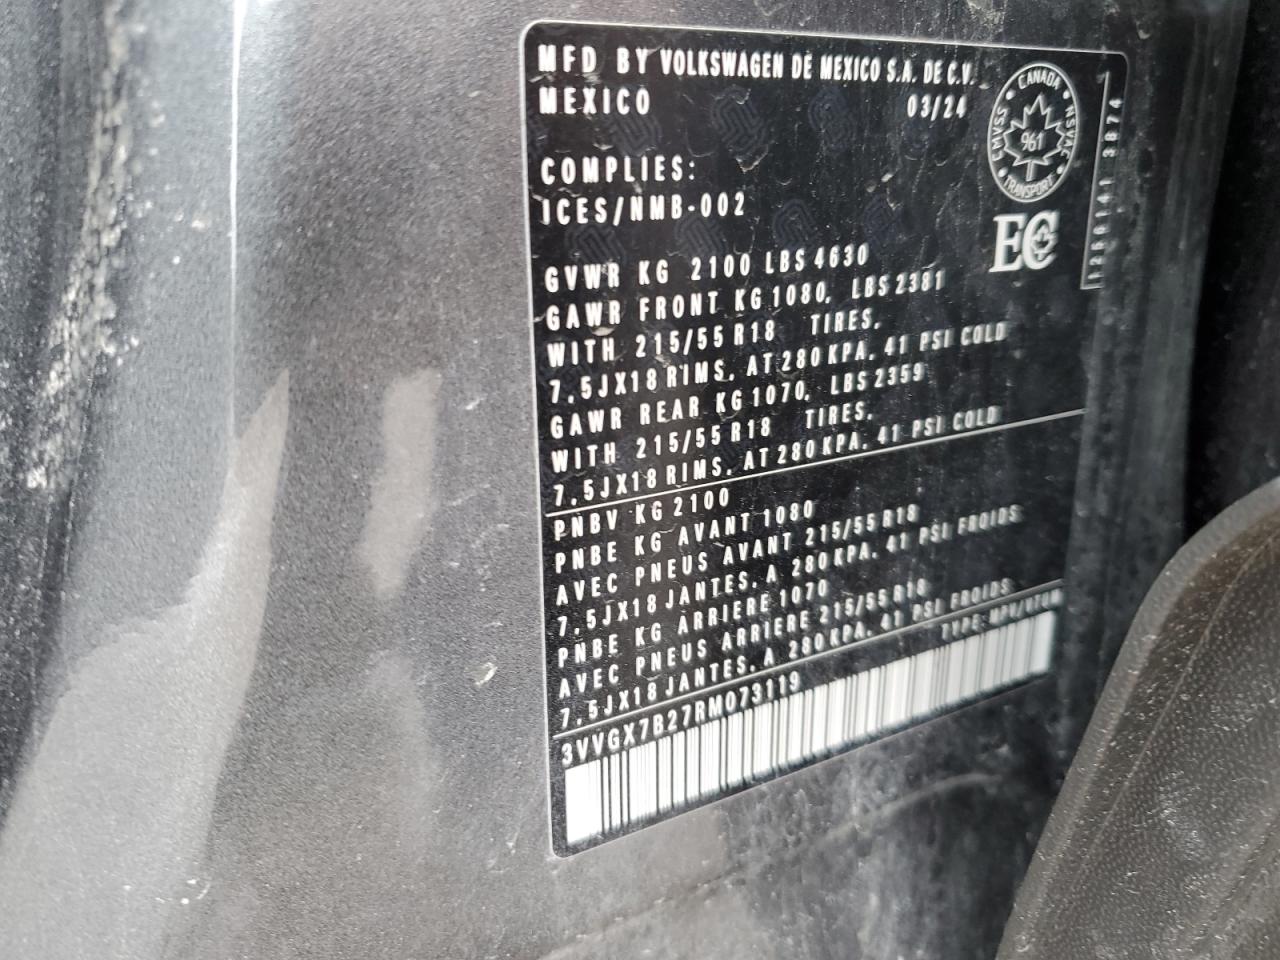 MFD BY VOLKSWAGEN DE MEXICO S.A. DE C.V.
MEXICO 03/24
CANADA
CMVSS NSVAC
961
TRANSPORT
COMPLIES:
ICES/NMB-002
EC
GVWR KG 2100 LBS 4630
GAWR FRONT KG 1080, LBS 2381
WITH 215/55 R18 TIRES,
7.5JX18 RIMS, AT 280 KPA, 41 PSI COLD
GAWR REAR KG 1070, LBS 2359
WITH 215/55 R18 TIRES,
7.5JX18 RIMS, AT 280 KPA, 41 PSI COLD
PNBV KG 2100
PNBE KG AVANT 1080
AVEC PNEUS AVANT 215/55 R18
7.5JX18 JANTES, A 280 KPA, 41 PSI FROIDS
PNBE KG ARRIERE 1070
AVEC PNEUS ARRIERE 215/55 R18
7.5JX18 JANTES, A 280 KPA, 41 PSI FROIDS
3VVGX7B27RM073119 TYPE: MPV/VTUM